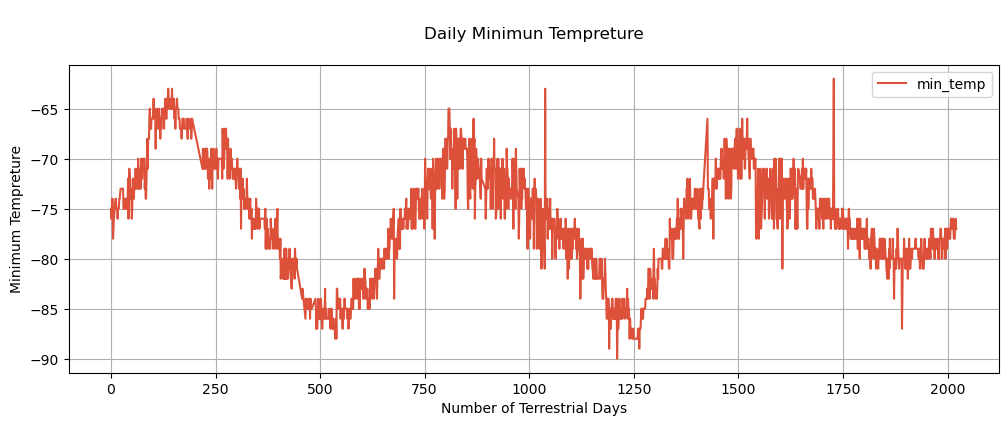 Daily Minimun Tempreture
min_temp
Minimum Tempreture
−65
−70
−75
−80
−85
−90
0 250 500 750 1000 1250 1500 1750 2000
Number of Terrestrial Days